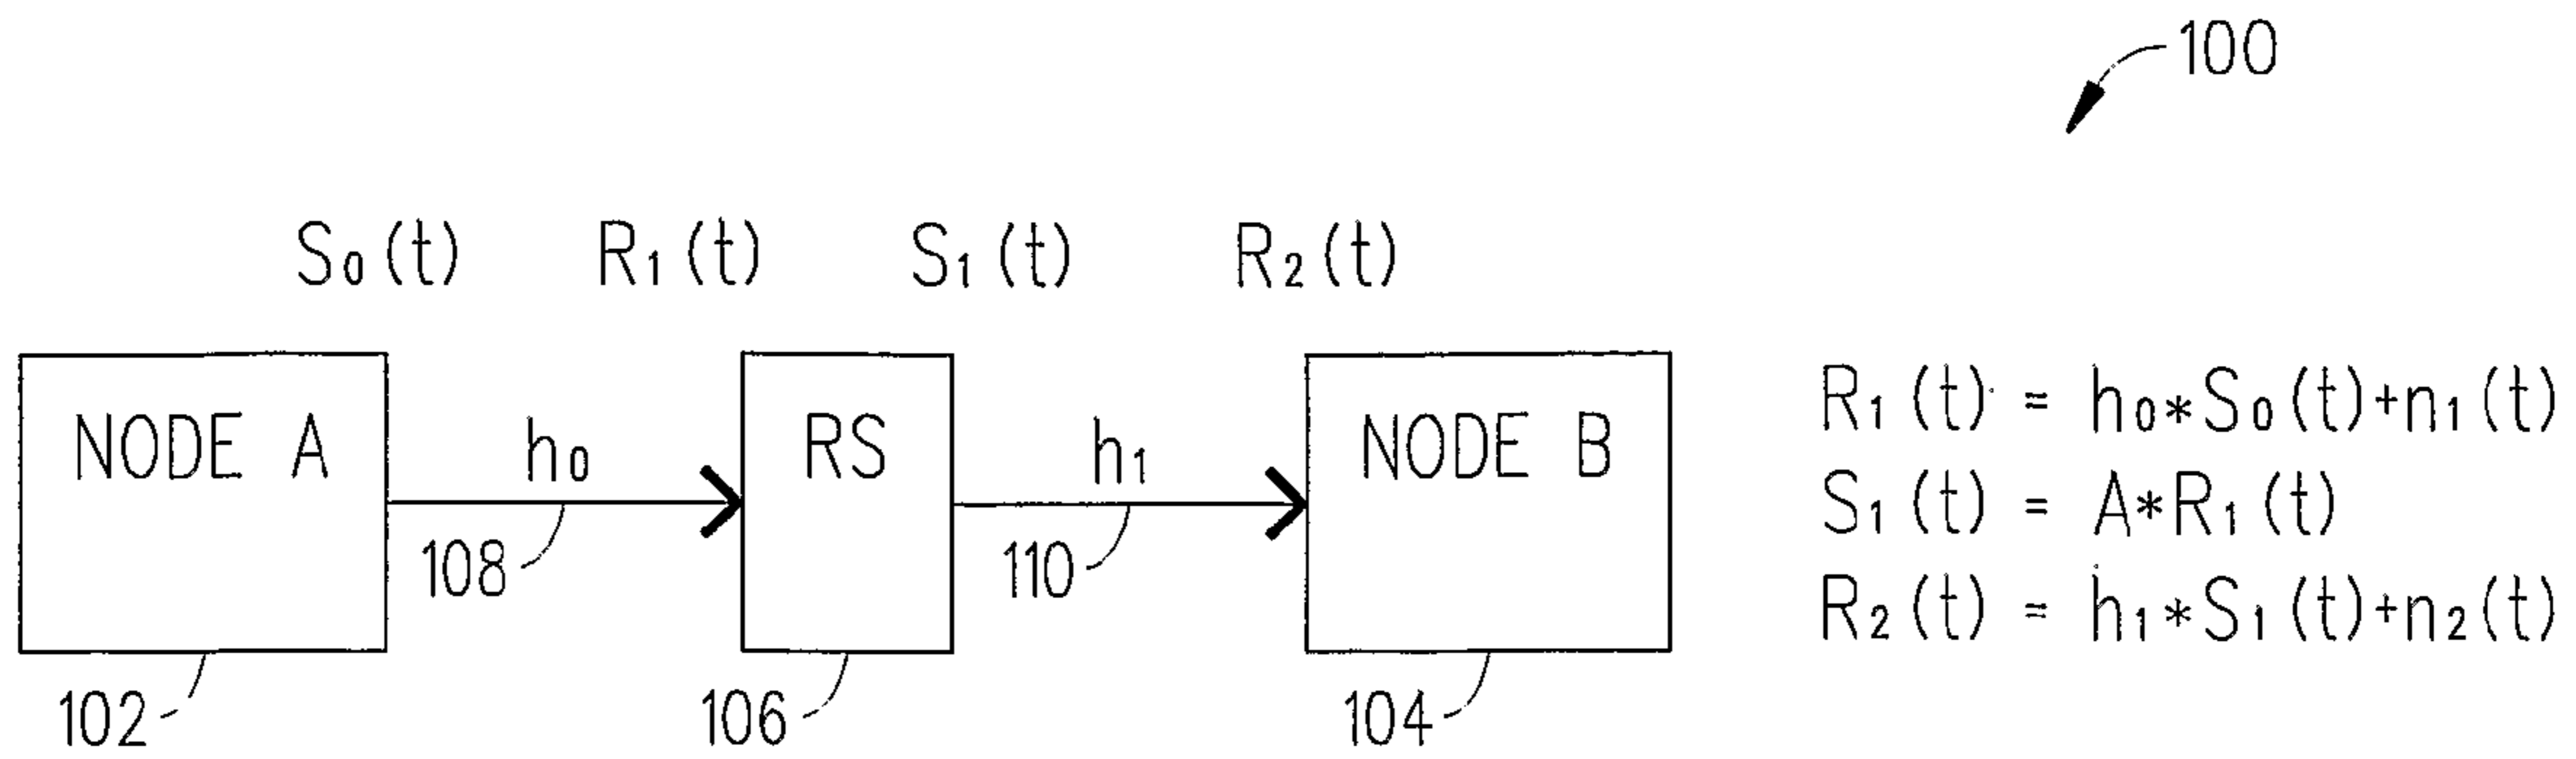 100
S₀(t) R₁(t) S₁(t) R₂(t)
NODE A h₀ RS h₁ NODE B
108 110
102 106 104
R₁(t) = h₀*S₀(t)+n₁(t)
S₁(t) = A*R₁(t)
R₂(t) = h₁*S₁(t)+n₂(t)